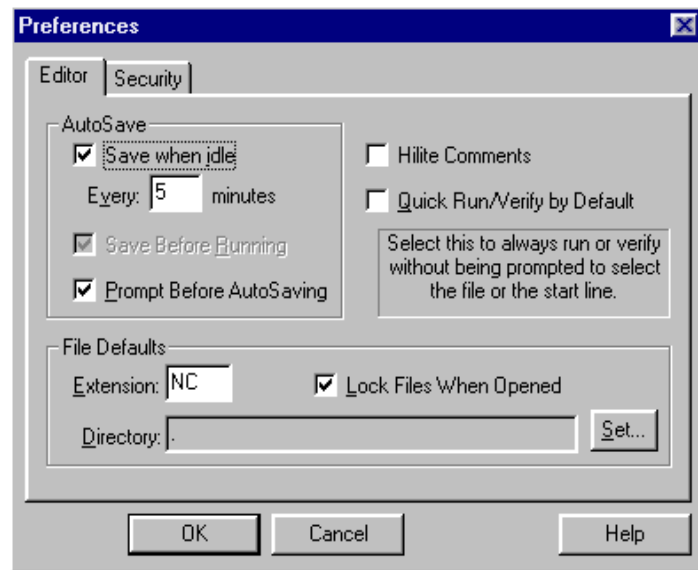 Preferences
Editor
Security
AutoSave
Save when idle
Every: 5 minutes
Save Before Running
Prompt Before AutoSaving
Hilite Comments
Quick Run/Verify by Default
Select this to always run or verify
without being prompted to select
the file or the start line.
File Defaults
Extension: NC
Lock Files When Opened
Directory: .
Set...
OK
Cancel
Help